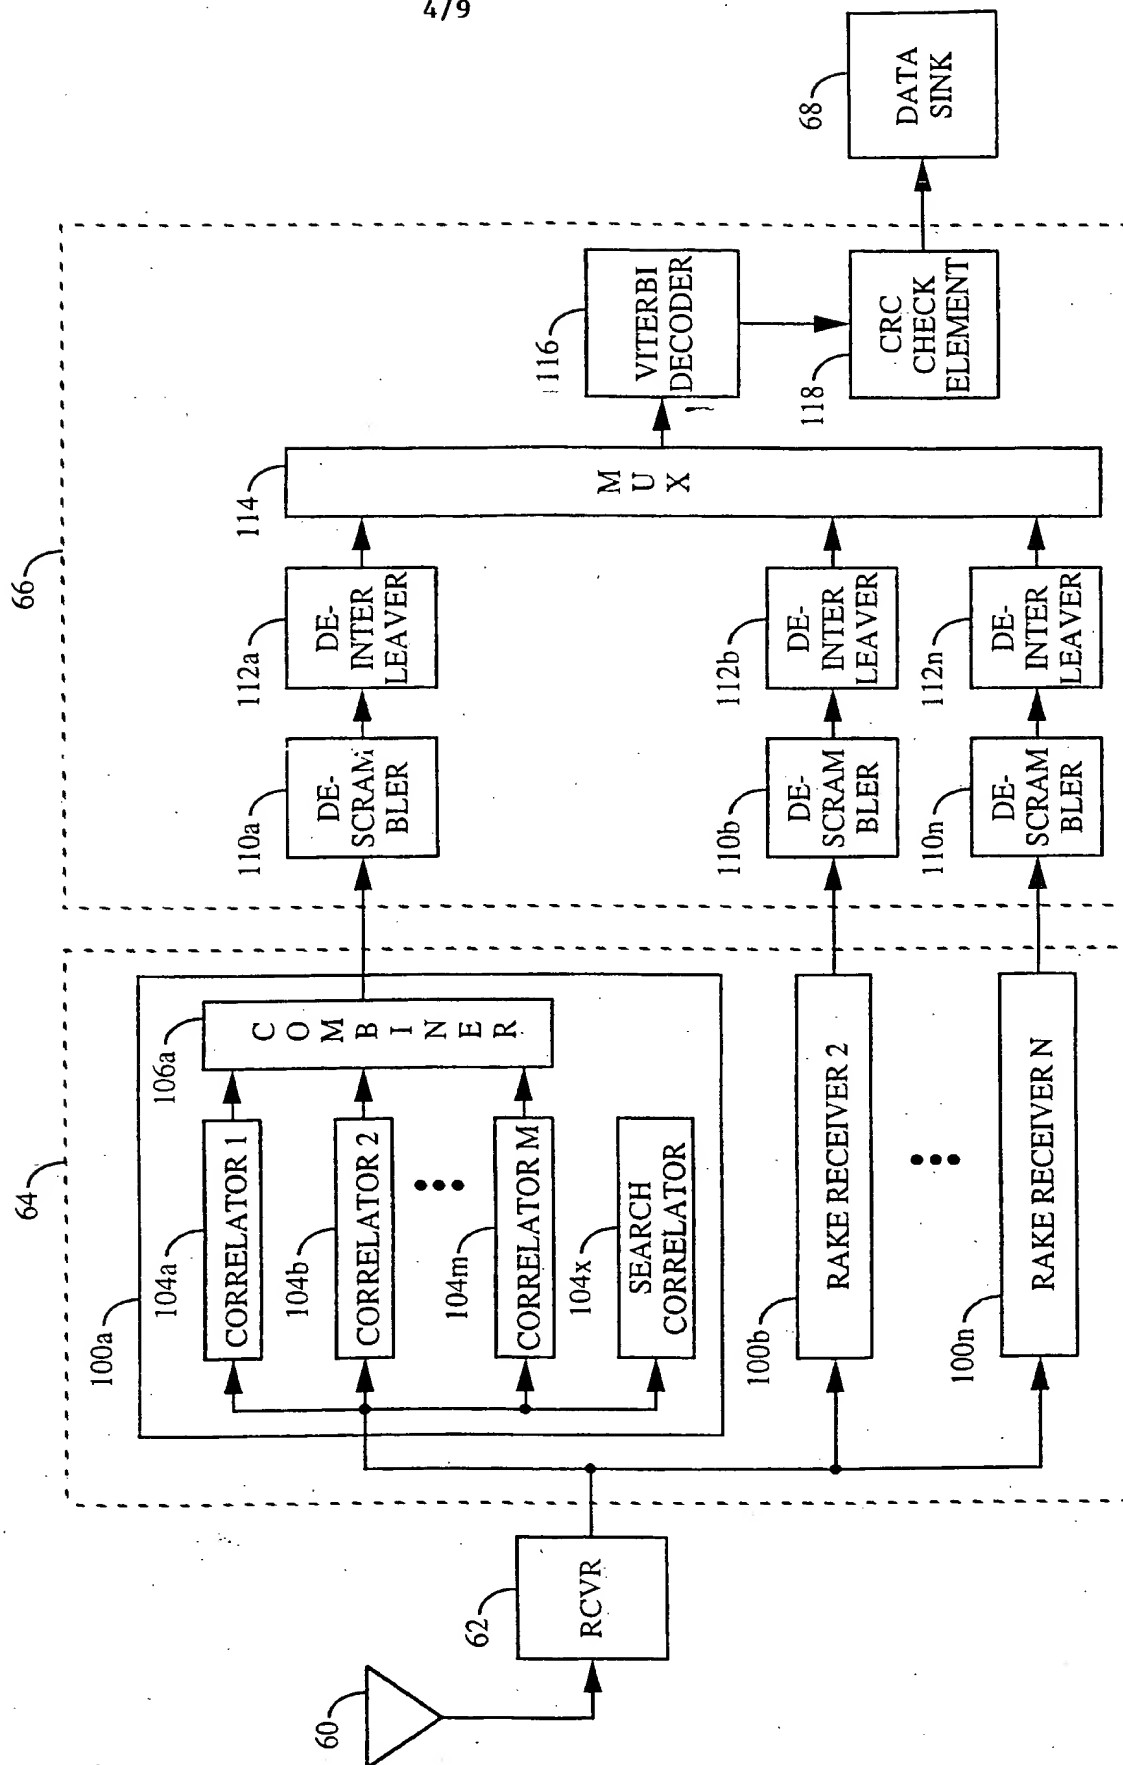 4/9
60
62
RCVR
64
100a
104a
CORRELATOR 1
104b
CORRELATOR 2
104m
CORRELATOR M
104x
SEARCH
CORRELATOR
106a
COMBINER
100b
RAKE RECEIVER 2
100n
RAKE RECEIVER N
66
110a
DE-
SCRAM
BLER
112a
DE-
INTER
LEAVER
110b
DE-
SCRAM
BLER
112b
DE-
INTER
LEAVER
110n
DE-
SCRAM
BLER
112n
DE-
INTER
LEAVER
114
MUX
116
VITERBI
DECODER
118
CRC
CHECK
ELEMENT
68
DATA
SINK